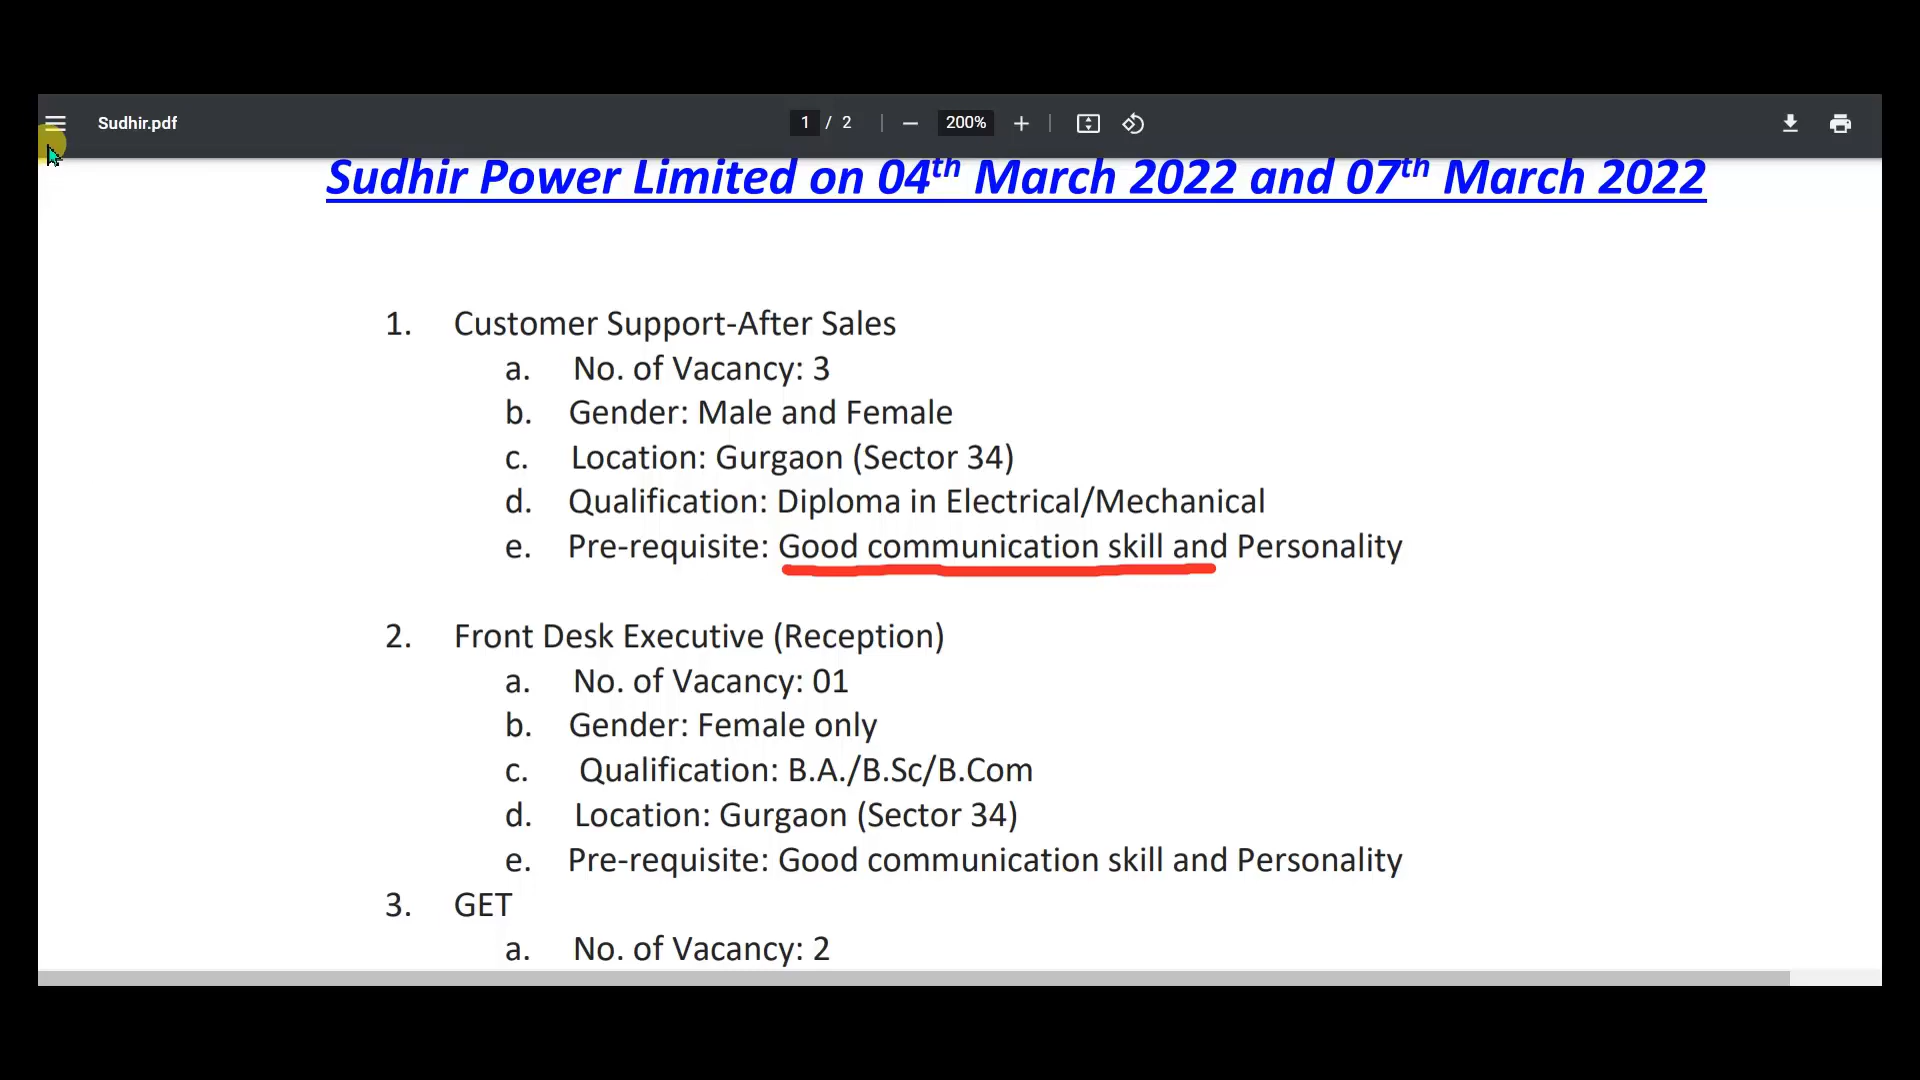 Sudhir.pdf
1 / 2
200%
Sudhir Power Limited on 04th March 2022 and 07th March 2022
1. Customer Support-After Sales
a. No. of Vacancy: 3
b. Gender: Male and Female
c. Location: Gurgaon (Sector 34)
d. Qualification: Diploma in Electrical/Mechanical
e. Pre-requisite: Good communication skill and Personality
2. Front Desk Executive (Reception)
a. No. of Vacancy: 01
b. Gender: Female only
c. Qualification: B.A./B.Sc/B.Com
d. Location: Gurgaon (Sector 34)
e. Pre-requisite: Good communication skill and Personality
3. GET
a. No. of Vacancy: 2